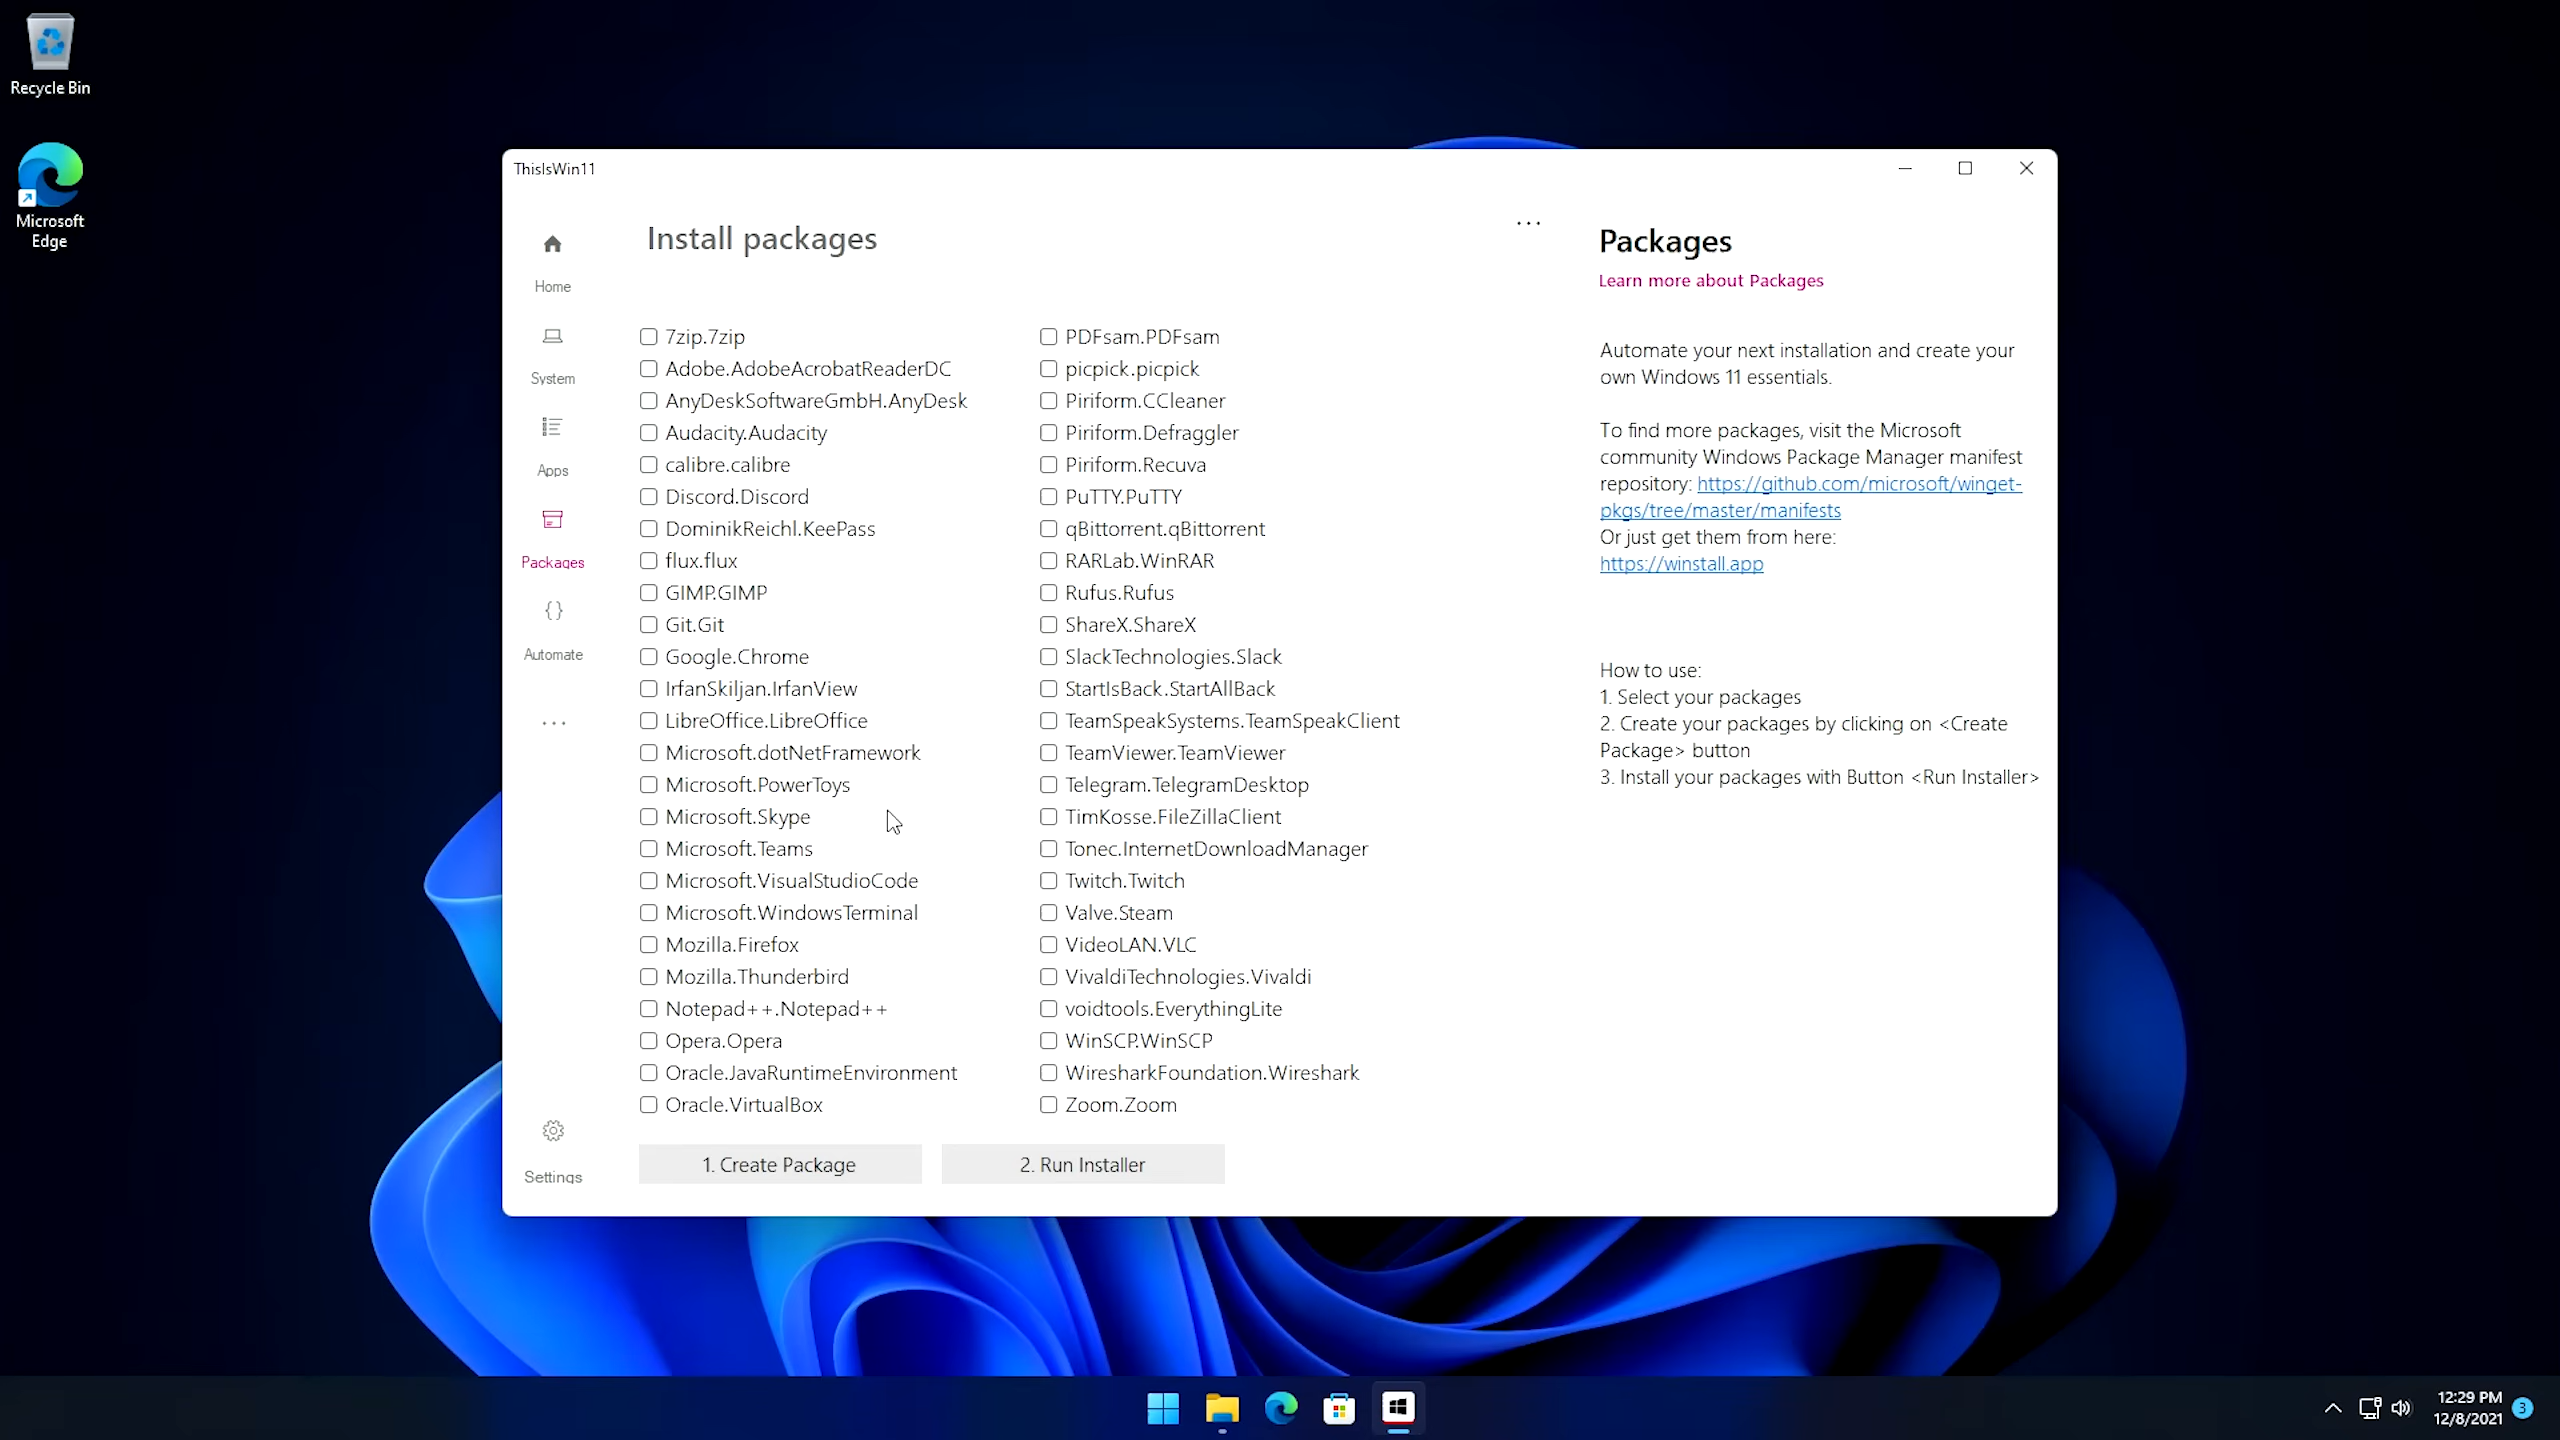 Recycle Bin
Microsoft
Edge
ThisIsWin11
Home
System
Apps
Packages
Automate
Settings
Install packages
7zip.7zip
Adobe.AdobeAcrobatReaderDC
AnyDeskSoftwareGmbH.AnyDesk
Audacity.Audacity
calibre.calibre
Discord.Discord
DominikReichl.KeePass
flux.flux
GIMP.GIMP
Git.Git
Google.Chrome
IrfanSkiljan.IrfanView
LibreOffice.LibreOffice
Microsoft.dotNetFramework
Microsoft.PowerToys
Microsoft.Skype
Microsoft.Teams
Microsoft.VisualStudioCode
Microsoft.WindowsTerminal
Mozilla.Firefox
Mozilla.Thunderbird
Notepad++.Notepad++
Opera.Opera
Oracle.JavaRuntimeEnvironment
Oracle.VirtualBox
PDFsam.PDFsam
picpick.picpick
Piriform.CCleaner
Piriform.Defraggler
Piriform.Recuva
PuTTY.PuTTY
qBittorrent.qBittorrent
RARLab.WinRAR
Rufus.Rufus
ShareX.ShareX
SlackTechnologies.Slack
StartIsBack.StartAllBack
TeamSpeakSystems.TeamSpeakClient
TeamViewer.TeamViewer
Telegram.TelegramDesktop
TimKosse.FileZillaClient
Tonec.InternetDownloadManager
Twitch.Twitch
Valve.Steam
VideoLAN.VLC
VivaldiTechnologies.Vivaldi
voidtools.EverythingLite
WinSCP.WinSCP
WiresharkFoundation.Wireshark
Zoom.Zoom
1. Create Package
2. Run Installer
Packages
Learn more about Packages
Automate your next installation and create your
own Windows 11 essentials.
To find more packages, visit the Microsoft
community Windows Package Manager manifest
repository: https://github.com/microsoft/winget-
pkgs/tree/master/manifests
Or just get them from here:
https://winstall.app
How to use:
1. Select your packages
2. Create your packages by clicking on <Create
Package> button
3. Install your packages with Button <Run Installer>
12:29 PM
12/8/2021
3